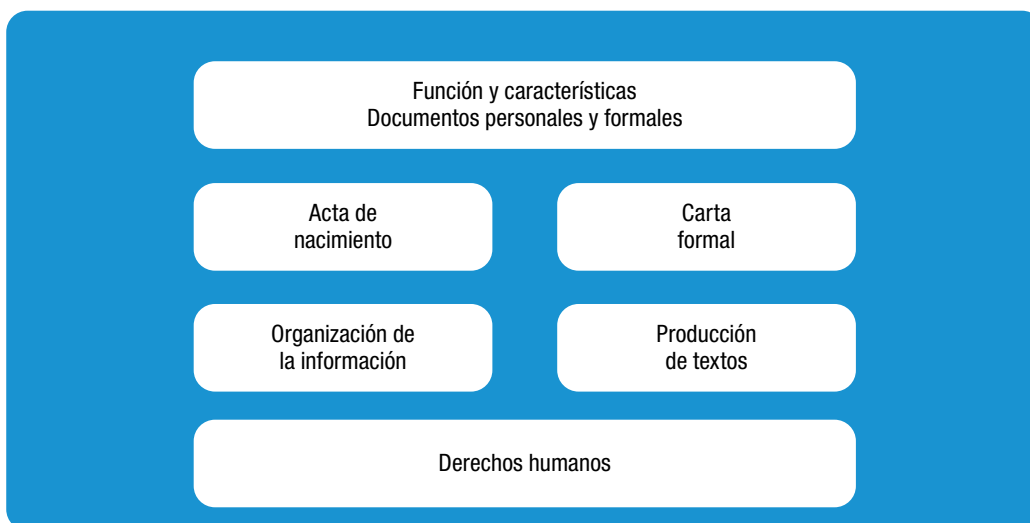 Función y características
Documentos personales y formales
Acta de
nacimiento
Carta
formal
Organización de
la información
Producción
de textos
Derechos humanos